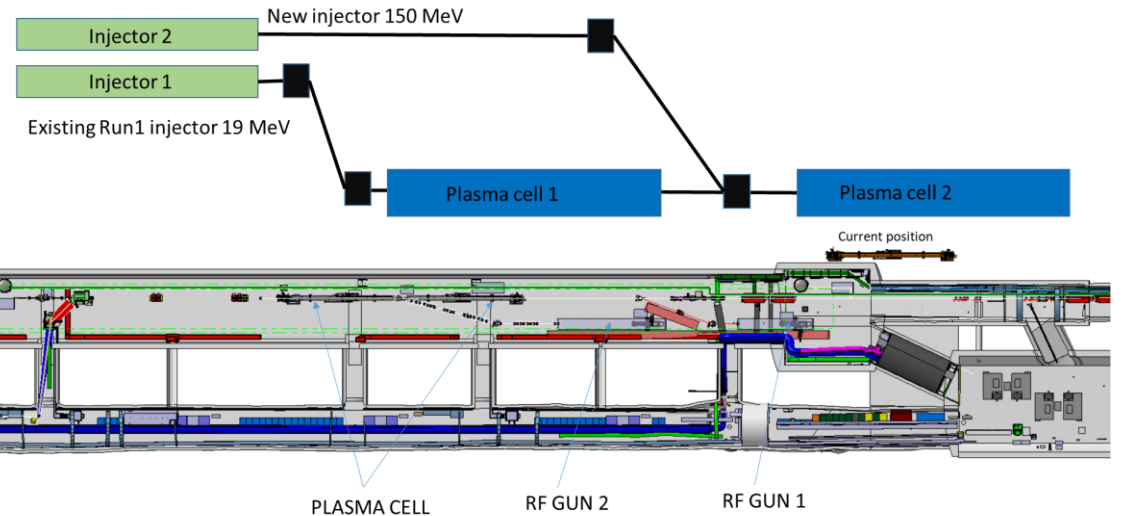 New injector 150 MeV
Injector 2
Injector 1
Existing Run1 injector 19 MeV
Plasma cell 1
Plasma cell 2
Current position
PLASMA CELL
RF GUN 2
RF GUN 1